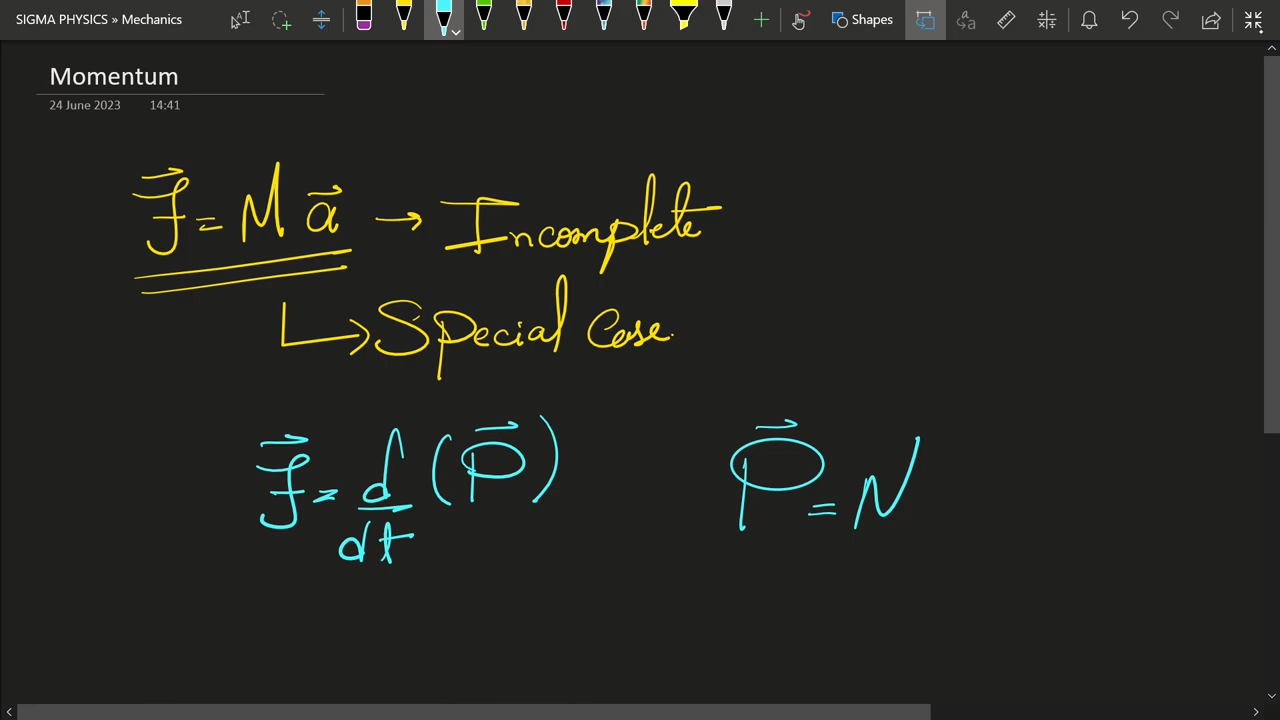 SIGMA PHYSICS » Mechanics
Shapes
Momentum
24 June 2023 14:41
F⃗ = M a⃗ → Incomplete
↳ Special Case.
F⃗ = d/dt (P⃗)
P⃗ =